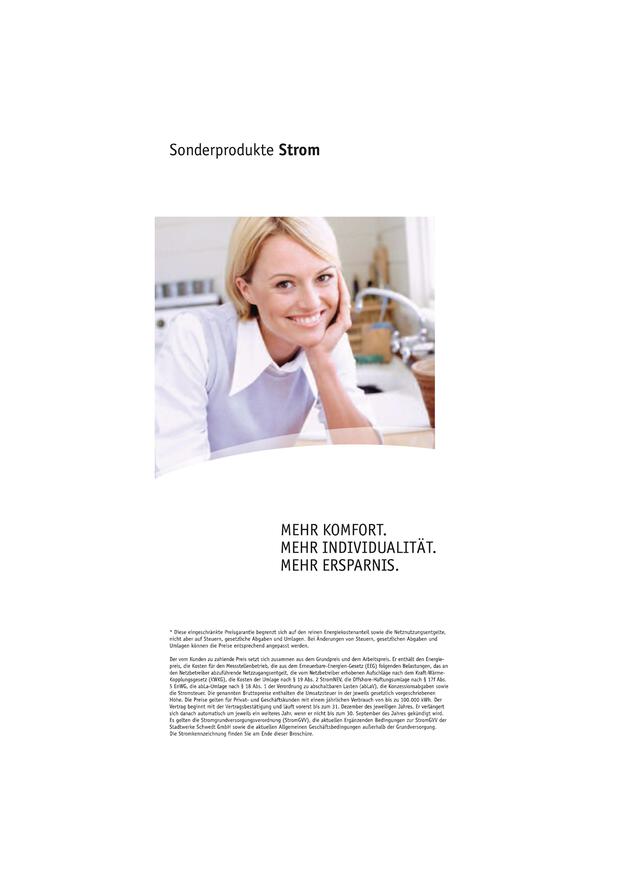 Sonderprodukte Strom
MEHR KOMFORT.
MEHR INDIVIDUALITÄT.
MEHR ERSPARNIS.
* Diese eingeschränkte Preisgarantie begrenzt sich auf den reinen Energiekostenanteil sowie die Netznutzungsentgelte,
nicht aber auf Steuern, gesetzliche Abgaben und Umlagen. Bei Änderungen von Steuern, gesetzlichen Abgaben und
Umlagen können die Preise entsprechend angepasst werden.
Der vom Kunden zu zahlende Preis setzt sich zusammen aus dem Grundpreis und dem Arbeitspreis. Er enthält den Energie-
preis, die Kosten für den Messstellenbetrieb, die aus dem Erneuerbare-Energien-Gesetz (EEG) folgenden Belastungen, das an
den Netzbetreiber abzuführende Netzzugangsentgelt, die vom Netzbetreiber erhobenen Aufschläge nach dem Kraft-Wärme-
Kopplungsgesetz (KWKG), die Kosten der Umlage nach § 19 Abs. 2 StromNEV, die Offshore-Haftungsumlage nach § 17f Abs.
5 EnWG, die abLa-Umlage nach § 18 Abs. 1 der Verordnung zu abschaltbaren Lasten (abLaV), die Konzessionsabgaben sowie
die Stromsteuer. Die genannten Bruttopreise enthalten die Umsatzsteuer in der jeweils gesetzlich vorgeschriebenen
Höhe. Die Preise gelten für Privat- und Geschäftskunden mit einem jährlichen Verbrauch von bis zu 100.000 kWh. Der
Vertrag beginnt mit der Vertragsbestätigung und läuft vorerst bis zum 31. Dezember des jeweiligen Jahres. Er verlängert
sich danach automatisch um jeweils ein weiteres Jahr, wenn er nicht bis zum 30. September des Jahres gekündigt wird.
Es gelten die Stromgrundversorgungsverordnung (StromGVV), die aktuellen Ergänzenden Bedingungen zur StromGVV der
Stadtwerke Schwedt GmbH sowie die aktuellen Allgemeinen Geschäftsbedingungen außerhalb der Grundversorgung.
Die Stromkennzeichnung finden Sie am Ende dieser Broschüre.